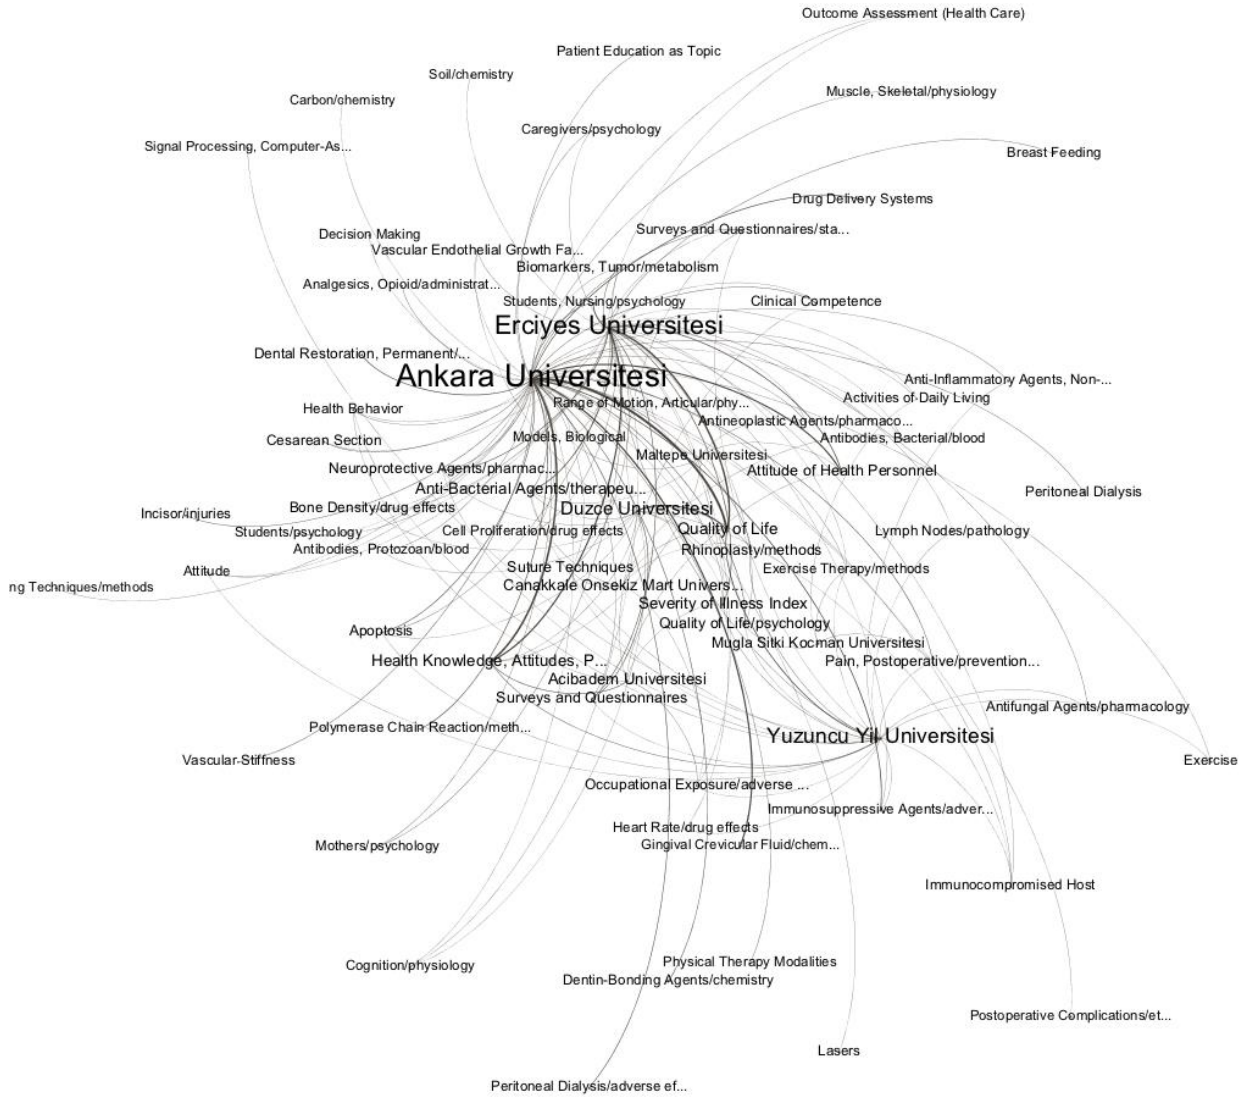 Outcome Assessment (Health Care)
Patient Education as Topic
Soil/chemistry
Muscle, Skeletal/physiology
Carbon/chemistry
Caregivers/psychology
Signal Processing, Computer-As...
Breast Feeding
Drug Delivery Systems
Surveys and Questionnaires/sta...
Decision Making
Vascular Endothelial Growth Fa...
Biomarkers, Tumor/metabolism
Analgesics, Opioid/administrat...
Students, Nursing/psychology
Clinical Competence
Erciyes Universitesi
Dental Restoration, Permanent/...
Ankara Universitesi
Anti-Inflammatory Agents, Non-...
Activities of Daily Living
Range of Motion, Articular/phy...
Health Behavior
Antineoplastic Agents/pharmaco...
Models, Biological
Antibodies, Bacterial/blood
Cesarean Section
Maltepe Universitesi
Neuroprotective Agents/pharmac...
Attitude of Health Personnel
Anti-Bacterial Agents/therapeu...
Peritoneal Dialysis
Bone Density/drug effects
Duzce Universitesi
Incisor/injuries
Students/psychology
Cell Proliferation/drug effects
Quality of Life
Lymph Nodes/pathology
Antibodies, Protozoan/blood
Rhinoplasty/methods
Suture Techniques
Exercise Therapy/methods
Attitude
ng Techniques/methods
Canakkale Onsekiz Mart Univers...
Severity of Illness Index
Quality of Life/psychology
Apoptosis
Mugla Sitki Kocman Universitesi
Health Knowledge, Attitudes, P...
Pain, Postoperative/prevention...
Acibadem Universitesi
Surveys and Questionnaires
Antifungal Agents/pharmacology
Polymerase Chain Reaction/meth...
Yuzuncu Yil Universitesi
Vascular Stiffness
Exercise
Occupational Exposure/adverse ...
Immunosuppressive Agents/adver...
Heart Rate/drug effects
Gingival Crevicular Fluid/chem...
Mothers/psychology
Immunocompromised Host
Cognition/physiology
Physical Therapy Modalities
Dentin-Bonding Agents/chemistry
Postoperative Complications/et...
Lasers
Peritoneal Dialysis/adverse ef...